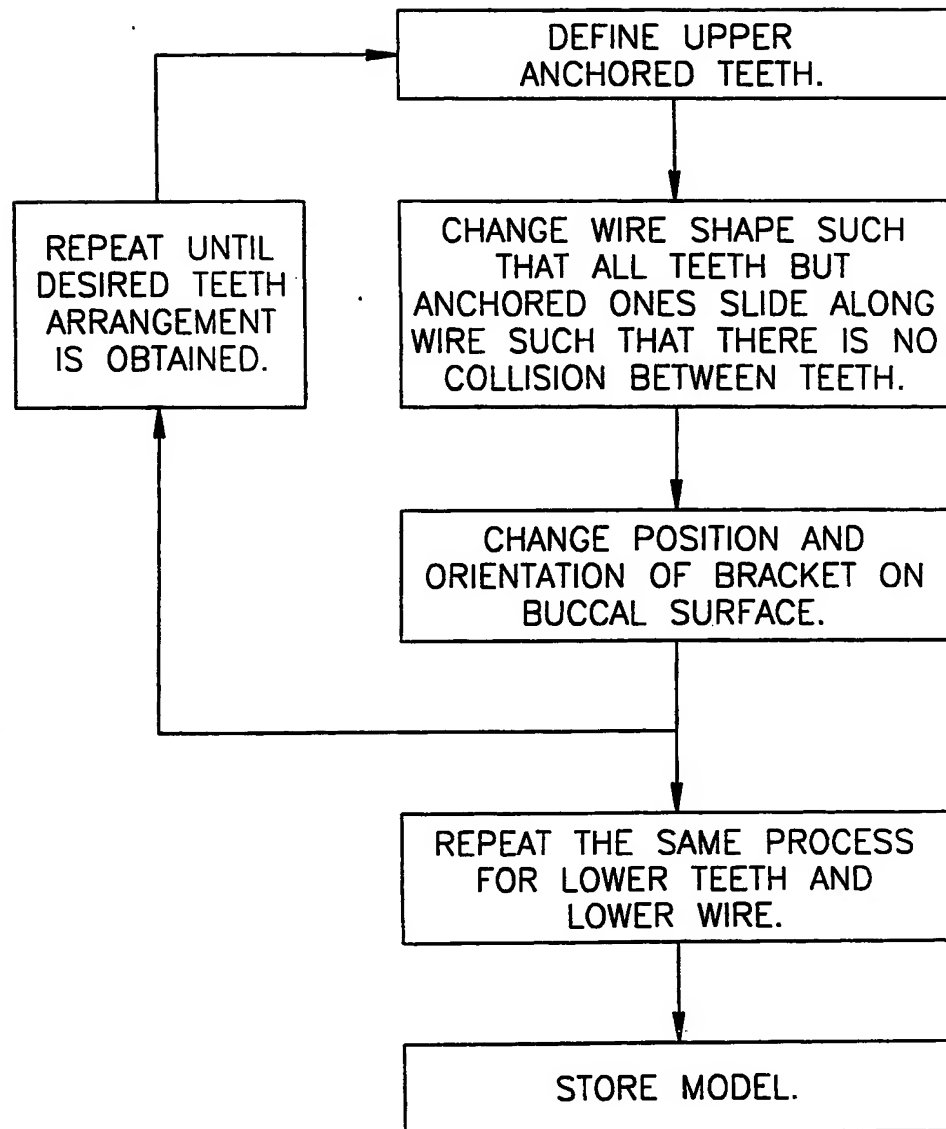 DEFINE UPPER
ANCHORED TEETH.
CHANGE WIRE SHAPE SUCH
THAT ALL TEETH BUT
ANCHORED ONES SLIDE ALONG
WIRE SUCH THAT THERE IS NO
COLLISION BETWEEN TEETH.
REPEAT UNTIL
DESIRED TEETH
ARRANGEMENT
IS OBTAINED.
CHANGE POSITION AND
ORIENTATION OF BRACKET ON
BUCCAL SURFACE.
REPEAT THE SAME PROCESS
FOR LOWER TEETH AND
LOWER WIRE.
STORE MODEL.